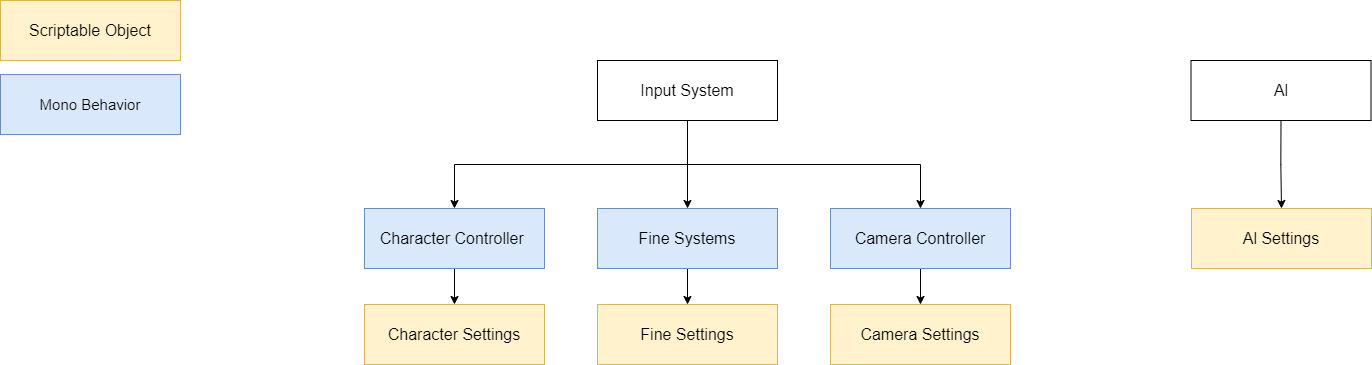 Scriptable Object
Mono Behavior
Input System
AI
Character Controller
Fine Systems
Camera Controller
AI Settings
Character Settings
Fine Settings
Camera Settings